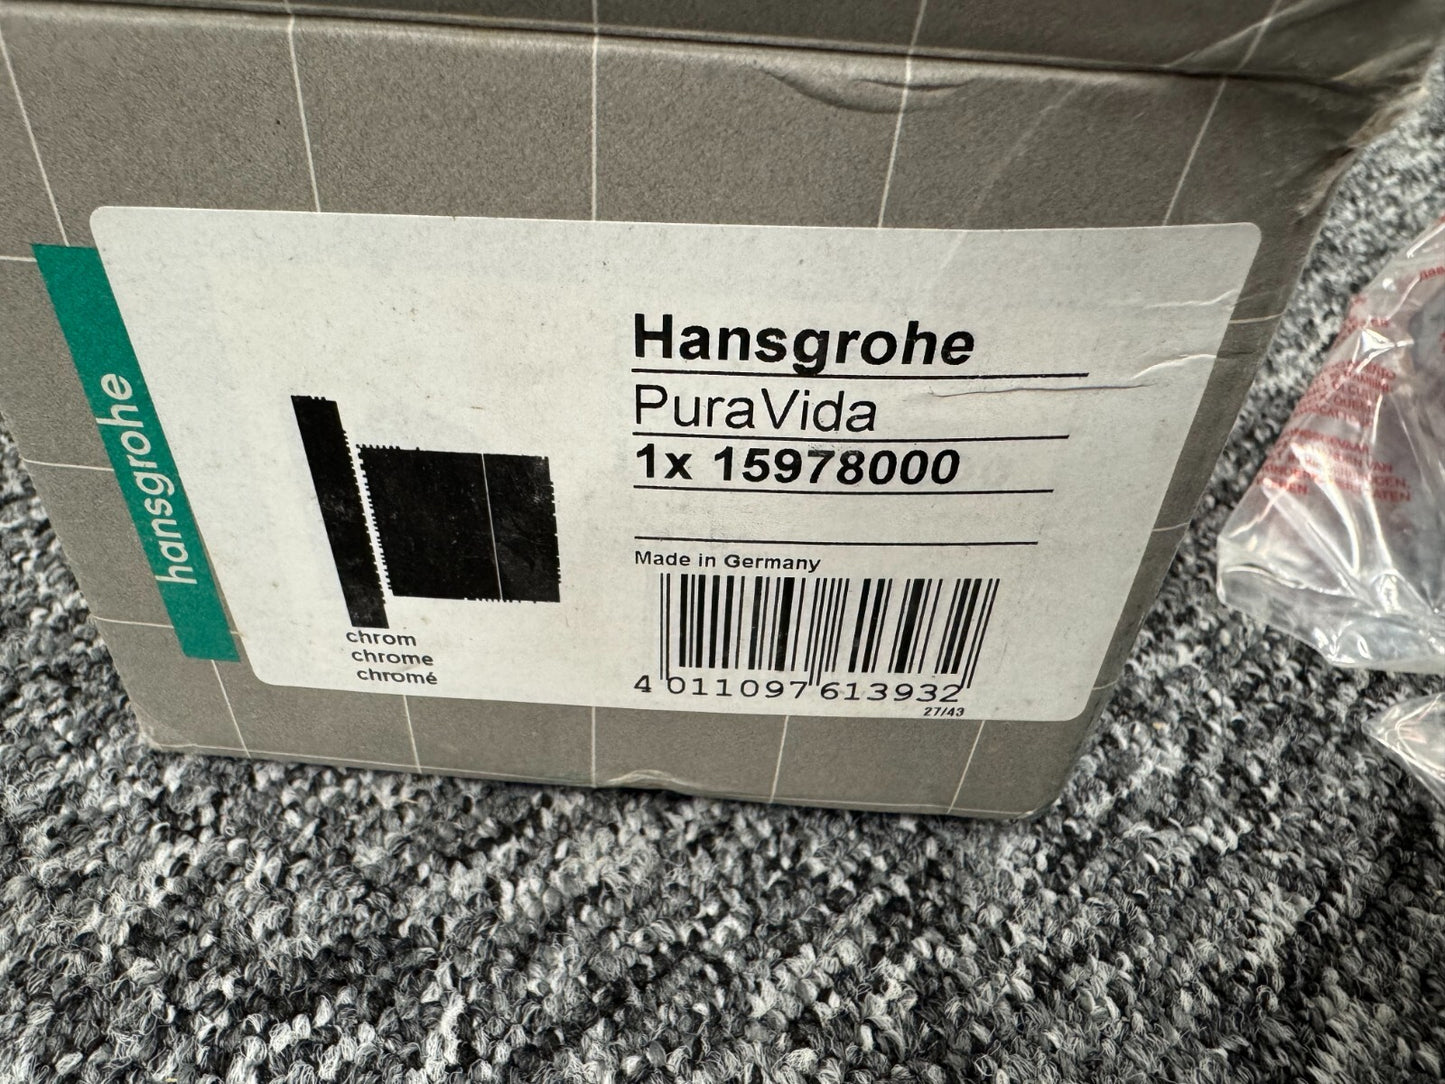 hansgrohe
Hansgrohe
PuraVida
1x 15978000
Made in Germany
chrom
chrome
chromé
4 011097 613932
27/43